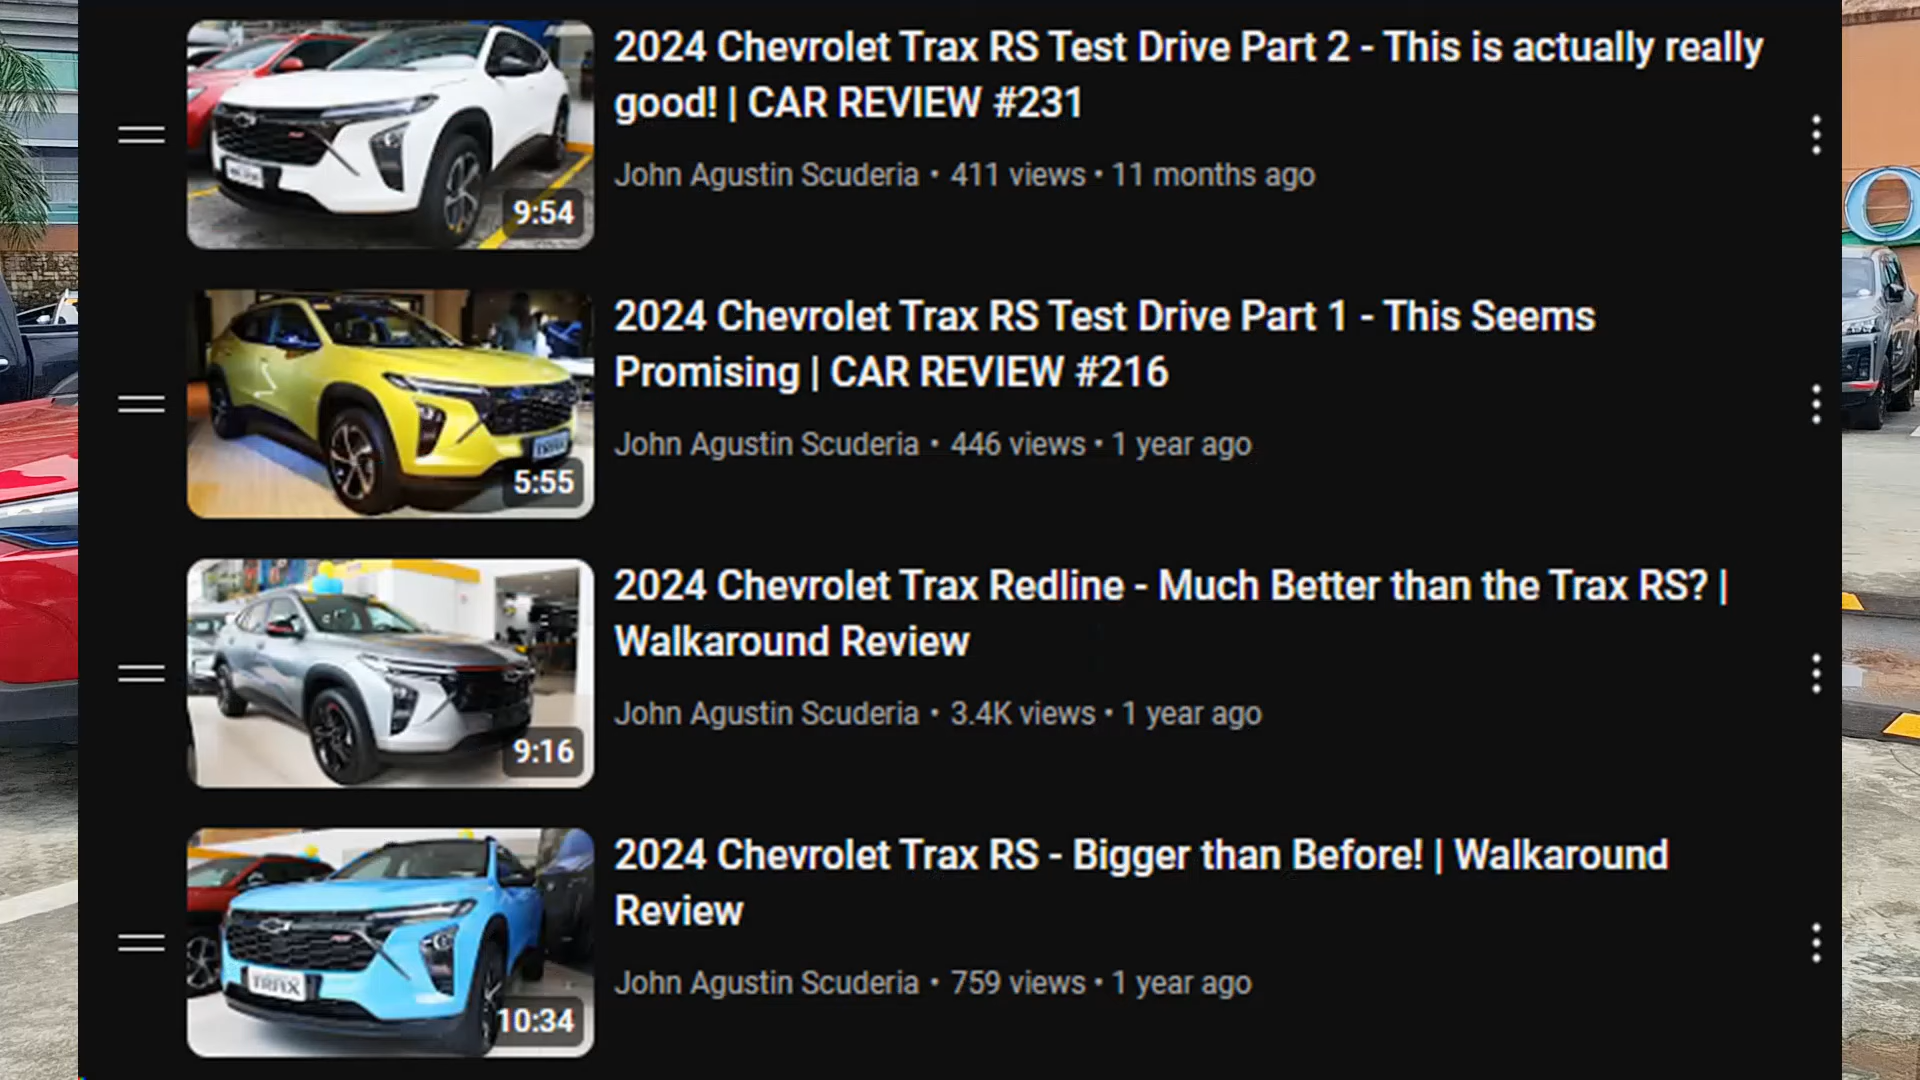 2024 Chevrolet Trax RS Test Drive Part 2 - This is actually really
good! | CAR REVIEW #231
John Agustin Scuderia • 411 views • 11 months ago
9:54
2024 Chevrolet Trax RS Test Drive Part 1 - This Seems
Promising | CAR REVIEW #216
John Agustin Scuderia • 446 views • 1 year ago
5:55
2024 Chevrolet Trax Redline - Much Better than the Trax RS? |
Walkaround Review
John Agustin Scuderia • 3.4K views • 1 year ago
9:16
2024 Chevrolet Trax RS - Bigger than Before! | Walkaround
Review
John Agustin Scuderia • 759 views • 1 year ago
TRAX
10:34
O